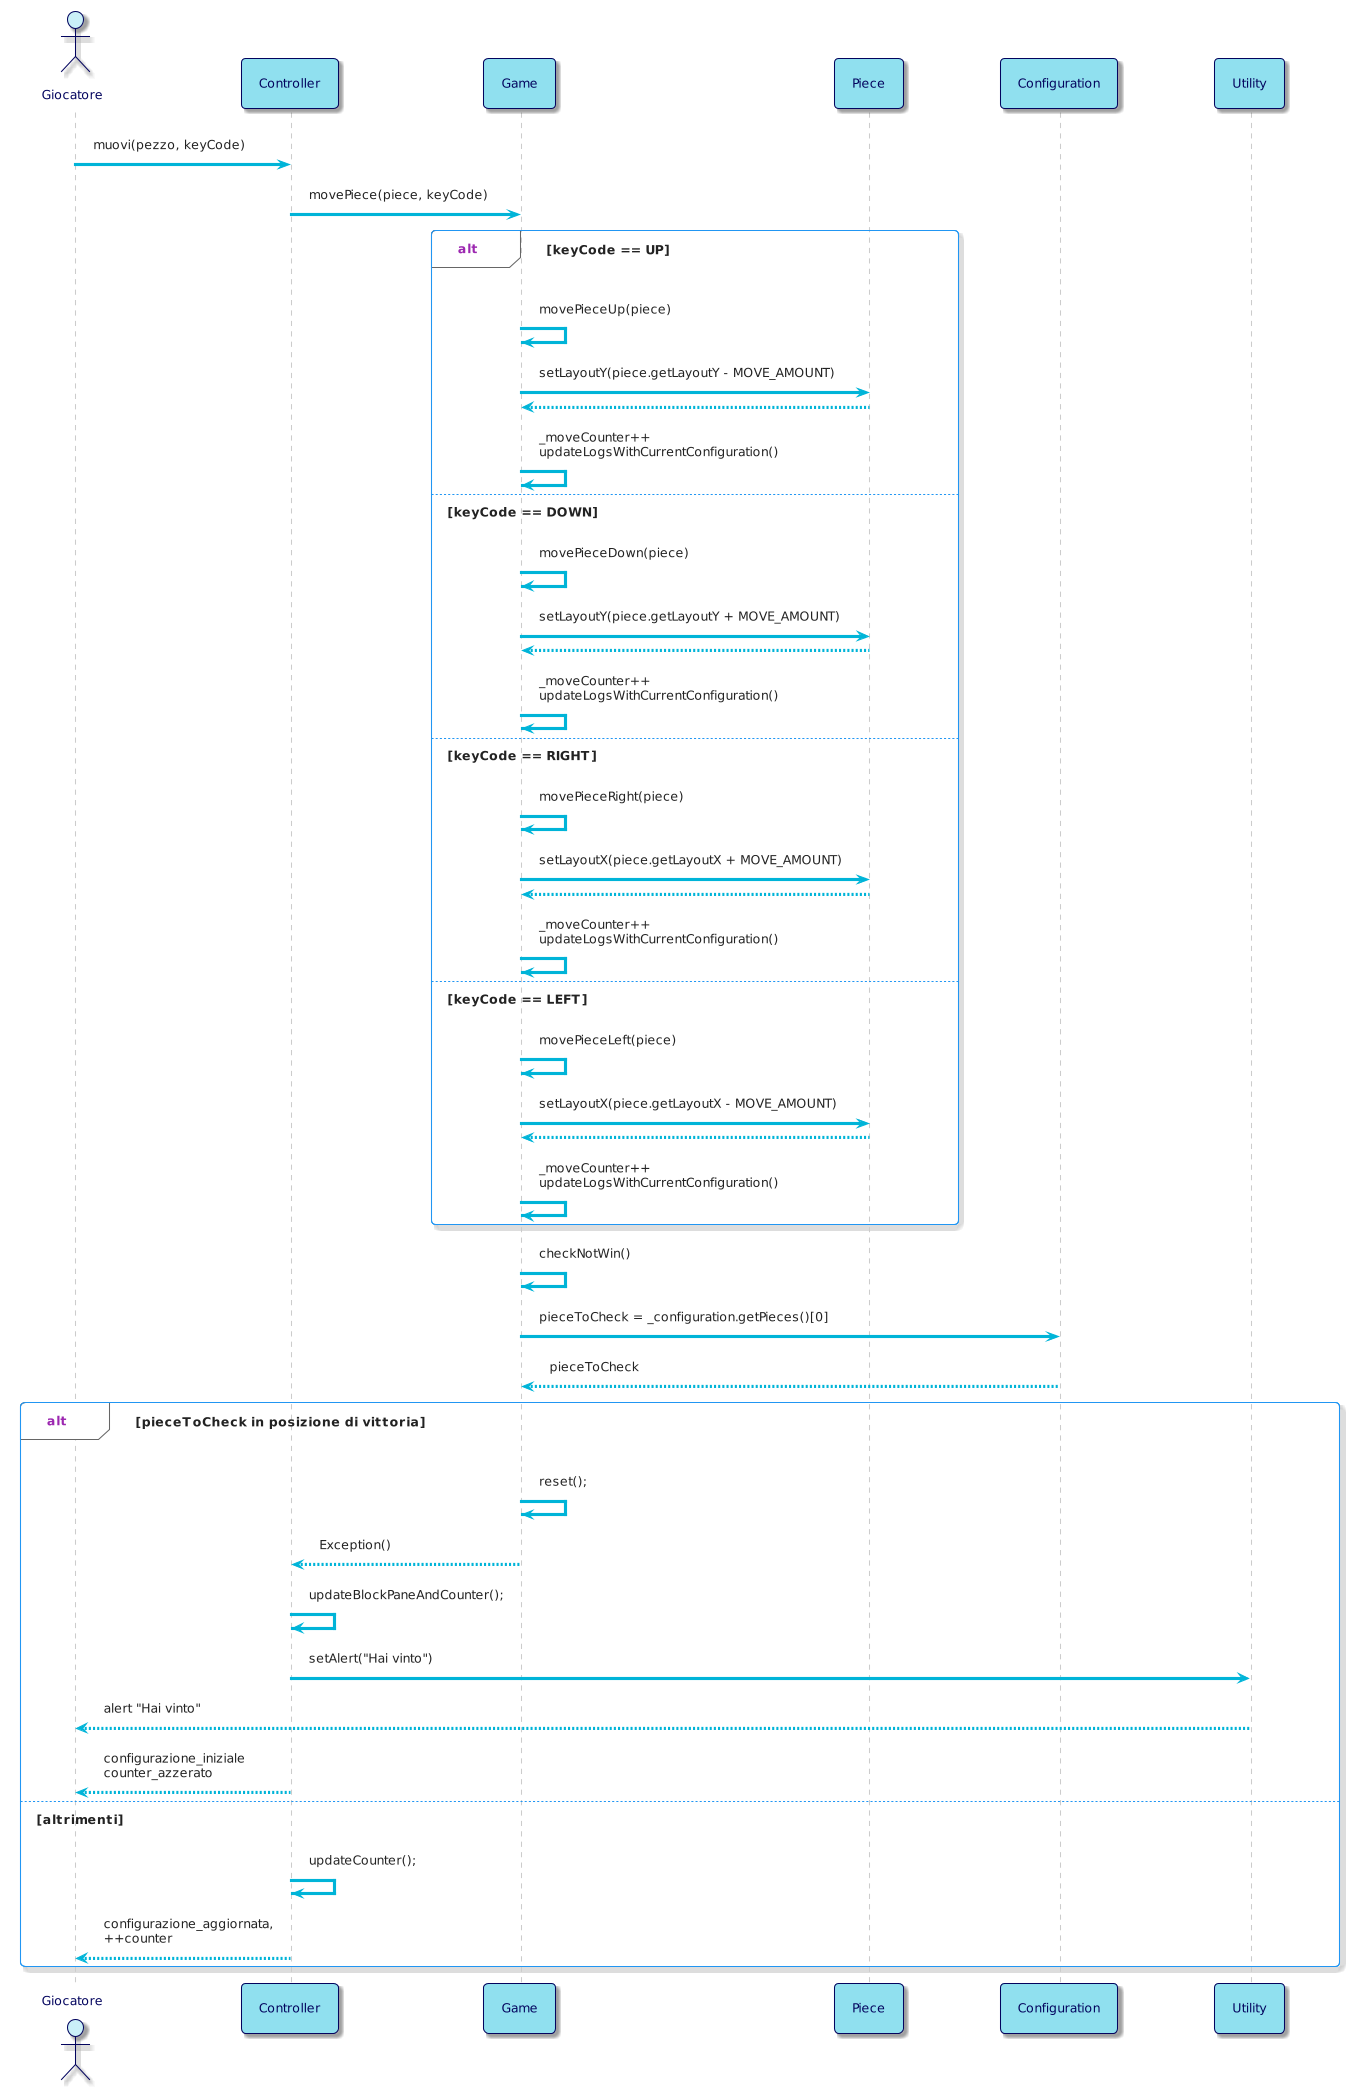 Giocatore
Controller
Game
Piece
Configuration
Utility
muovi(pezzo, keyCode)
movePiece(piece, keyCode)
alt
[keyCode == UP]
movePieceUp(piece)
setLayoutY(piece.getLayoutY - MOVE_AMOUNT)
_moveCounter++
updateLogsWithCurrentConfiguration()
[keyCode == DOWN]
movePieceDown(piece)
setLayoutY(piece.getLayoutY + MOVE_AMOUNT)
_moveCounter++
updateLogsWithCurrentConfiguration()
[keyCode == RIGHT]
movePieceRight(piece)
setLayoutX(piece.getLayoutX + MOVE_AMOUNT)
_moveCounter++
updateLogsWithCurrentConfiguration()
[keyCode == LEFT]
movePieceLeft(piece)
setLayoutX(piece.getLayoutX - MOVE_AMOUNT)
_moveCounter++
updateLogsWithCurrentConfiguration()
checkNotWin()
pieceToCheck = _configuration.getPieces()[0]
pieceToCheck
alt
[pieceToCheck in posizione di vittoria]
reset();
Exception()
updateBlockPaneAndCounter();
setAlert("Hai vinto")
alert "Hai vinto"
configurazione_iniziale
counter_azzerato
[altrimenti]
updateCounter();
configurazione_aggiornata,
++counter
Giocatore
Controller
Game
Piece
Configuration
Utility